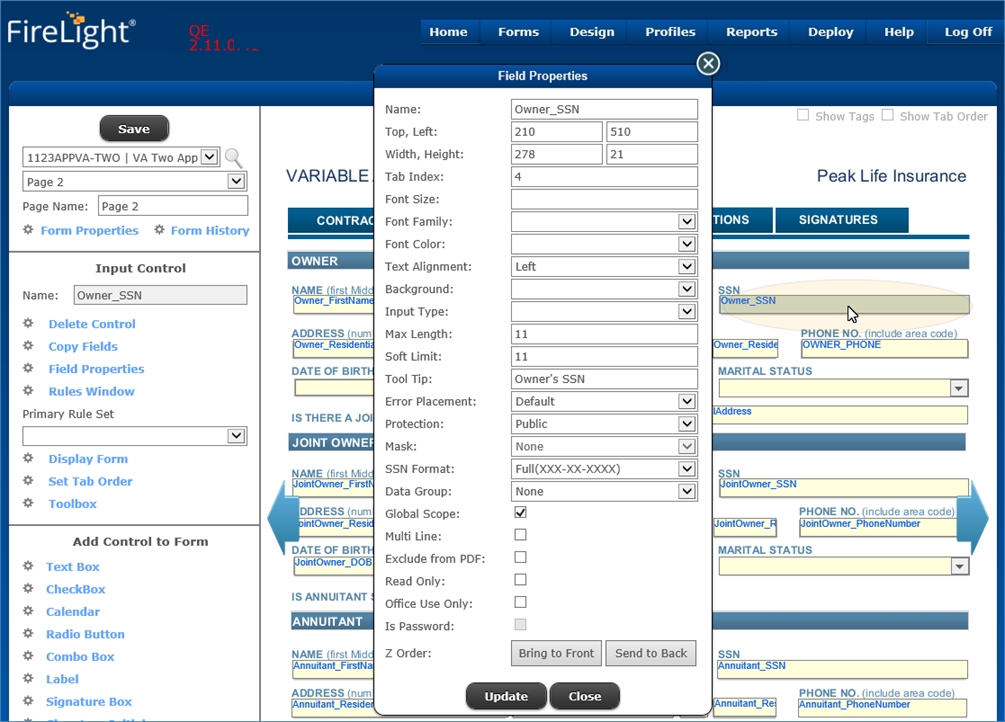 FireLight®
QE
2.11.0...
Home Forms Design Profiles Reports Deploy Help Log Off
Save
1123APPVA-TWO | VA Two App
Page 2
Page Name: Page 2
Form Properties Form History
Input Control
Name: Owner_SSN
Delete Control
Copy Fields
Field Properties
Rules Window
Primary Rule Set
Display Form
Set Tab Order
Toolbox
Add Control to Form
Text Box
CheckBox
Calendar
Radio Button
Combo Box
Label
Signature Box
Field Properties
Name: Owner_SSN
Top, Left: 210 510
Width, Height: 278 21
Tab Index: 4
Font Size:
Font Family:
Font Color:
Text Alignment: Left
Background:
Input Type:
Max Length: 11
Soft Limit: 11
Tool Tip: Owner's SSN
Error Placement: Default
Protection: Public
Mask: None
SSN Format: Full(XXX-XX-XXXX)
Data Group: None
Global Scope:
Multi Line:
Exclude from PDF:
Read Only:
Office Use Only:
Is Password:
Z Order: Bring to Front Send to Back
Update Close
Show Tags Show Tab Order
VARIABLE Peak Life Insurance
CONTRAC TIONS SIGNATURES
OWNER
NAME (first Midd SSN
Owner_FirstName Owner_SSN
ADDRESS (num PHONE NO. (include area code)
Owner_Residentia Owner_Reside OWNER_PHONE
DATE OF BIRTH MARITAL STATUS
IS THERE A JOI lAddress
JOINT OWNER
NAME (first Midd SSN
JointOwner_FirstN JointOwner_SSN
DDRESS (num PHONE NO. (include area code)
ointOwner_Resid JointOwner_R JointOwner_PhoneNumber
DATE OF BIRTH MARITAL STATUS
JointOwner_DOB
IS ANNUITANT S
ANNUITANT
NAME (first Midd SSN
Annuitant_FirstNa Annuitant_SSN
ADDRESS (num PHONE NO. (include area code)
Annuitant_Residen Annuitant_Res Annuitant_PhoneNumber